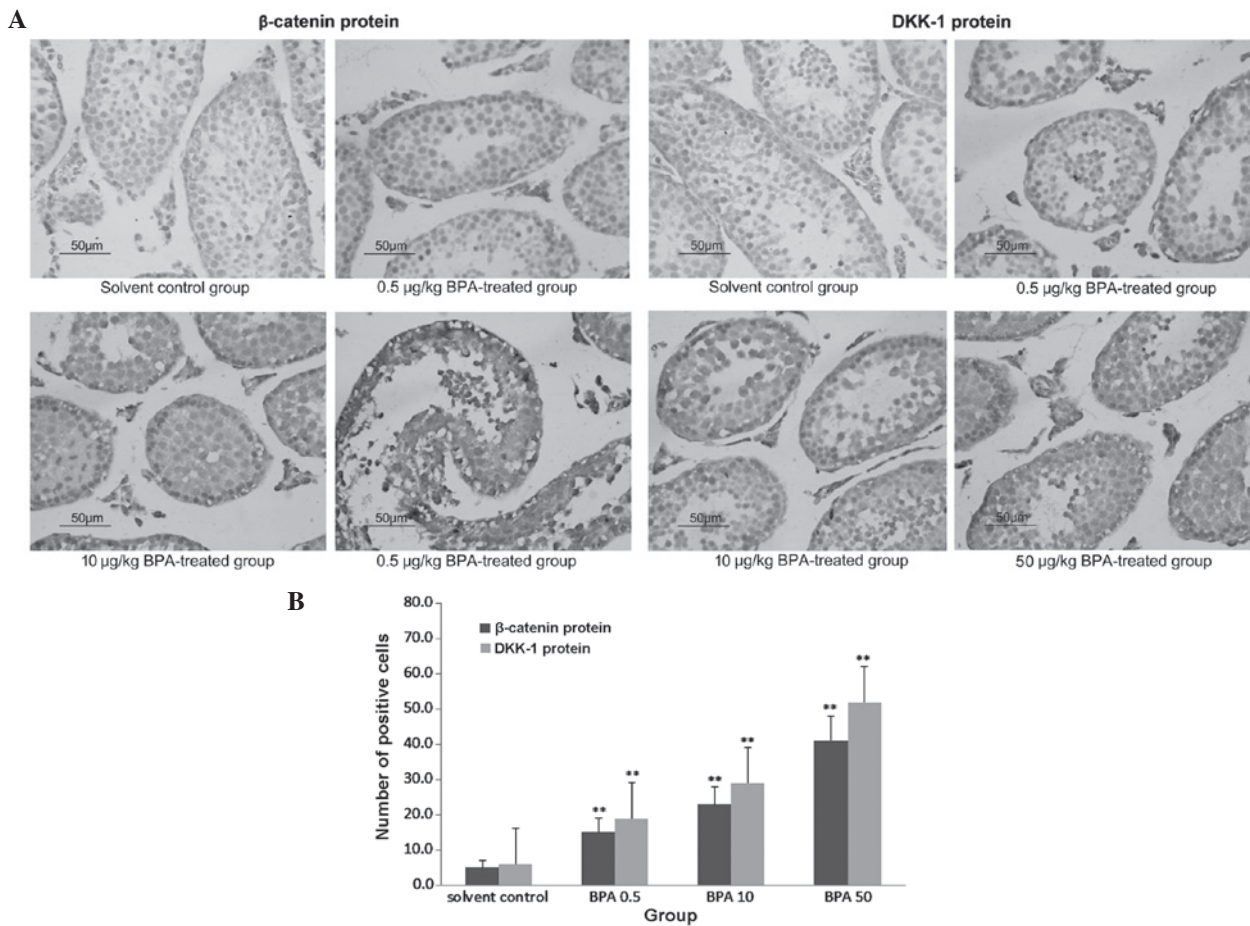 A
β-catenin protein
DKK-1 protein
50μm
50μm
50μm
50μm
Solvent control group
0.5 μg/kg BPA-treated group
Solvent control group
0.5 μg/kg BPA-treated group
50μm
50μm
50μm
50μm
10 μg/kg BPA-treated group
0.5 μg/kg BPA-treated group
10 μg/kg BPA-treated group
50 μg/kg BPA-treated group
B
Number of positive cells
80.0
70.0
60.0
50.0
40.0
30.0
20.0
10.0
0.0
β-catenin protein
DKK-1 protein
**
**
**
**
**
**
solvent control
BPA 0.5
BPA 10
BPA 50
Group